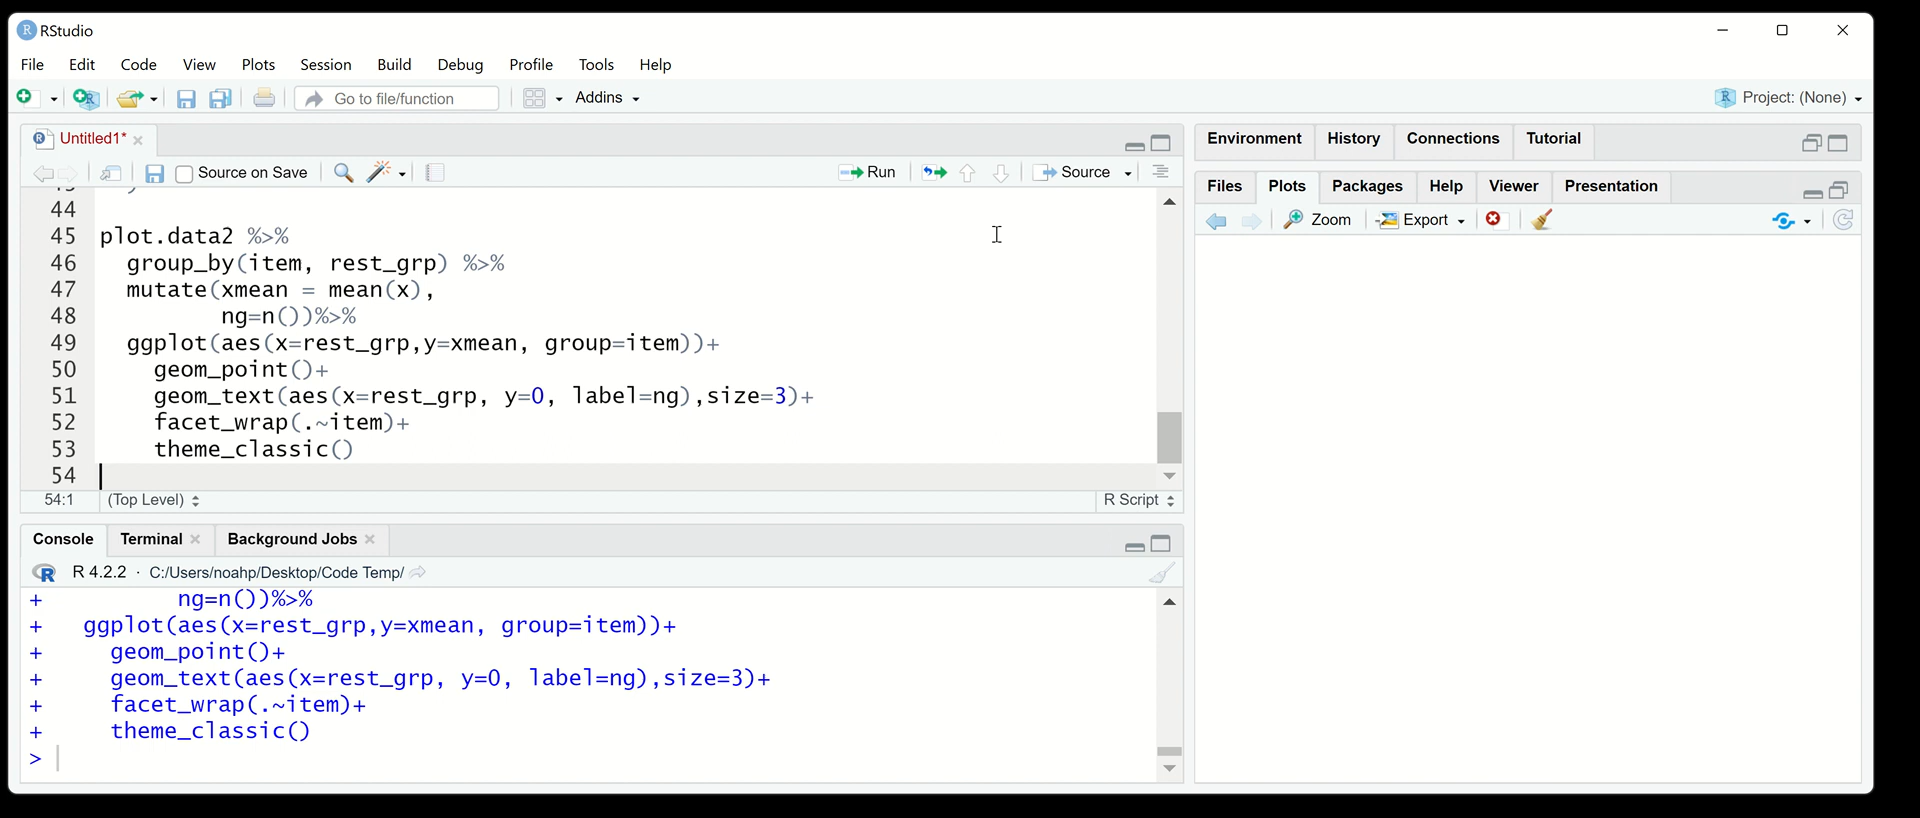 RStudio
File Edit Code View Plots Session Build Debug Profile Tools Help
Go to file/function Addins Project: (None)
Untitled1*
Source on Save Run Source
44
45 plot.data2 %>%
46 group_by(item, rest_grp) %>%
47 mutate(xmean = mean(x),
48 ng=n())%>%
49 ggplot(aes(x=rest_grp,y=xmean, group=item))+
50 geom_point()+
51 geom_text(aes(x=rest_grp, y=0, label=ng),size=3)+
52 facet_wrap(.~item)+
53 theme_classic()
54
54:1 (Top Level) R Script
Console Terminal Background Jobs
R 4.2.2 · C:/Users/noahp/Desktop/Code Temp/
+ ng=n())%>%
+ ggplot(aes(x=rest_grp,y=xmean, group=item))+
+ geom_point()+
+ geom_text(aes(x=rest_grp, y=0, label=ng),size=3)+
+ facet_wrap(.~item)+
+ theme_classic()
>
Environment History Connections Tutorial
Files Plots Packages Help Viewer Presentation
Zoom Export